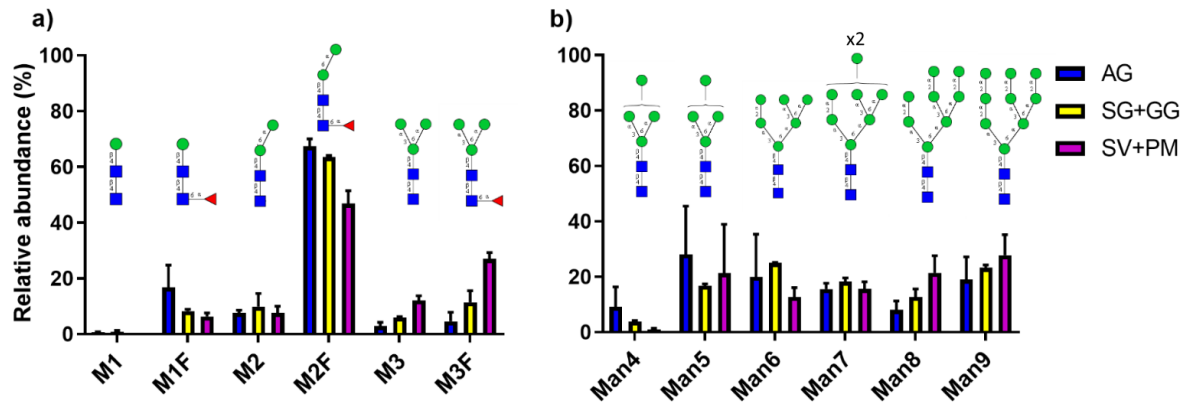 a)
Relative abundance (%)
100
80
60
40
20
0
M1
M1F
M2
M2F
M3
M3F
b)
x2
100
80
60
40
20
0
Man4
Man5
Man6
Man7
Man8
Man9
AG
SG+GG
SV+PM